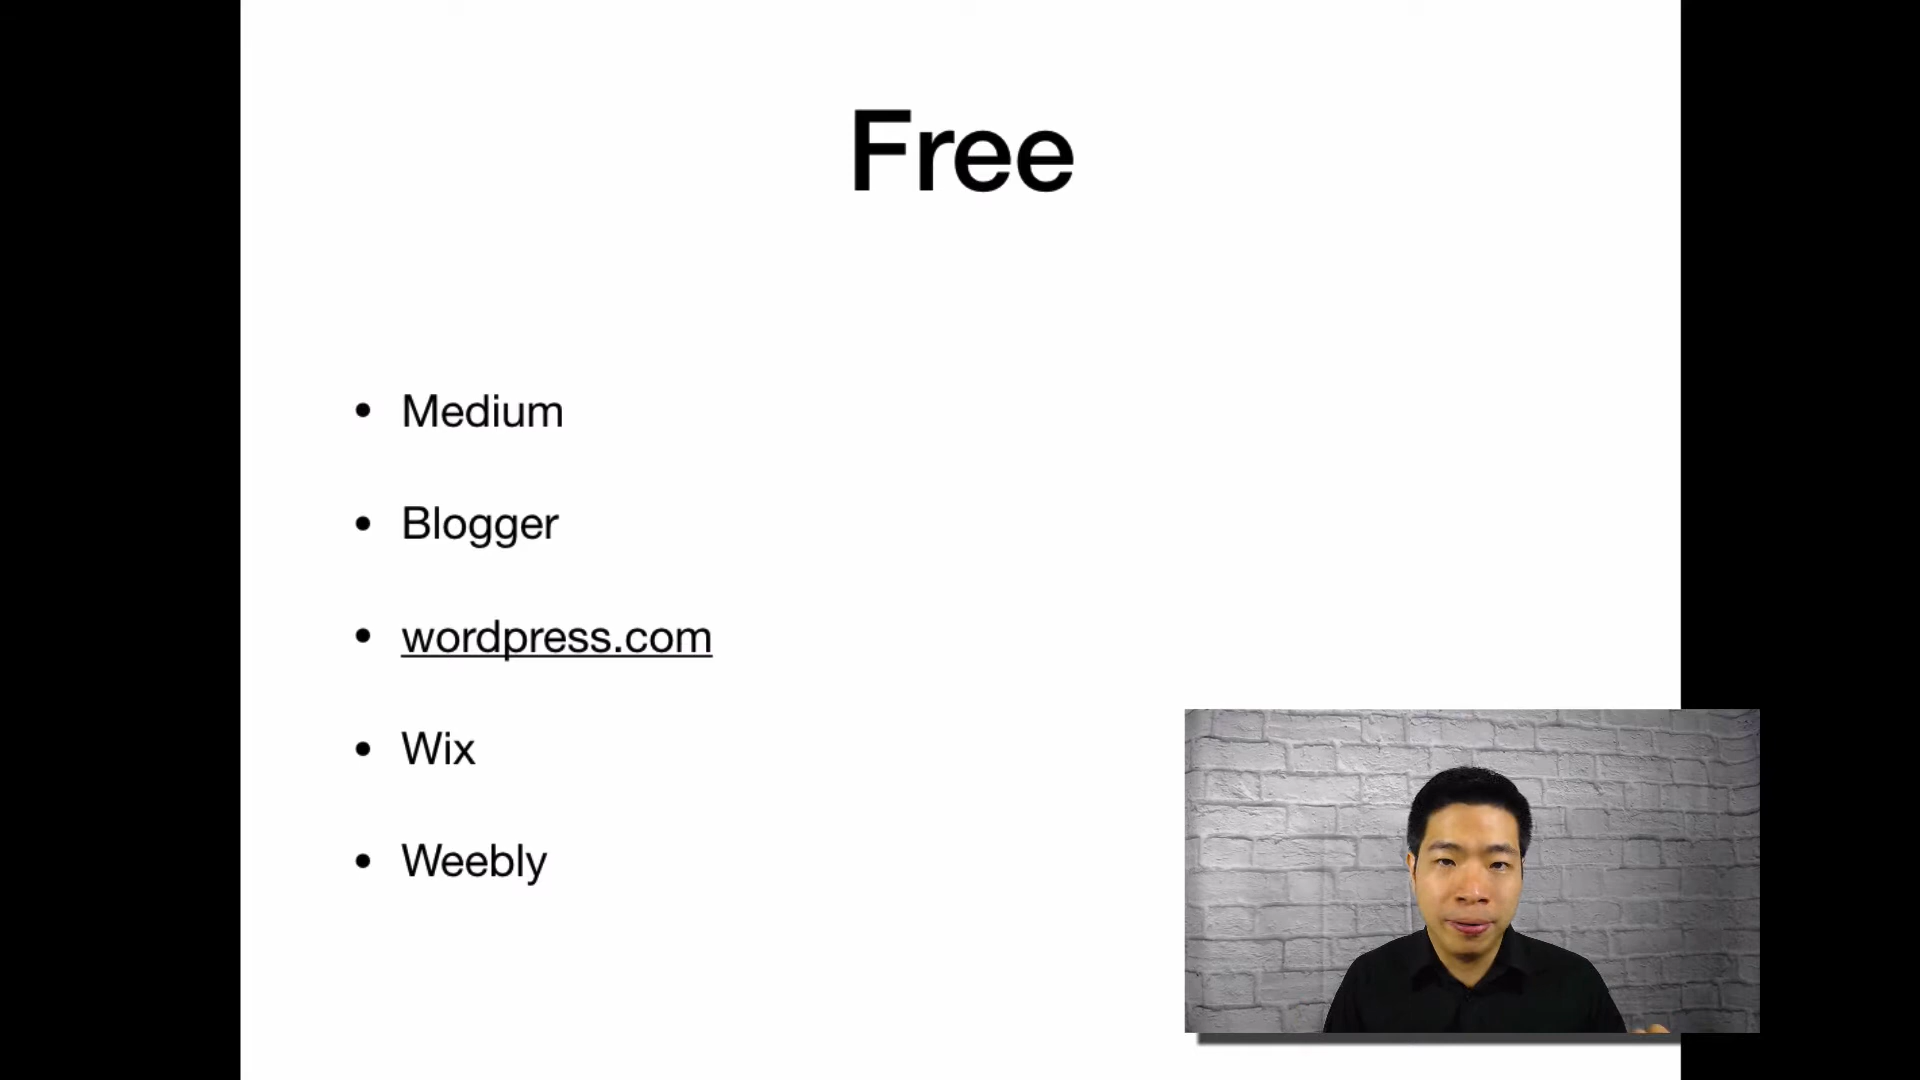 Free
• Medium
• Blogger
• wordpress.com
• Wix
• Weebly